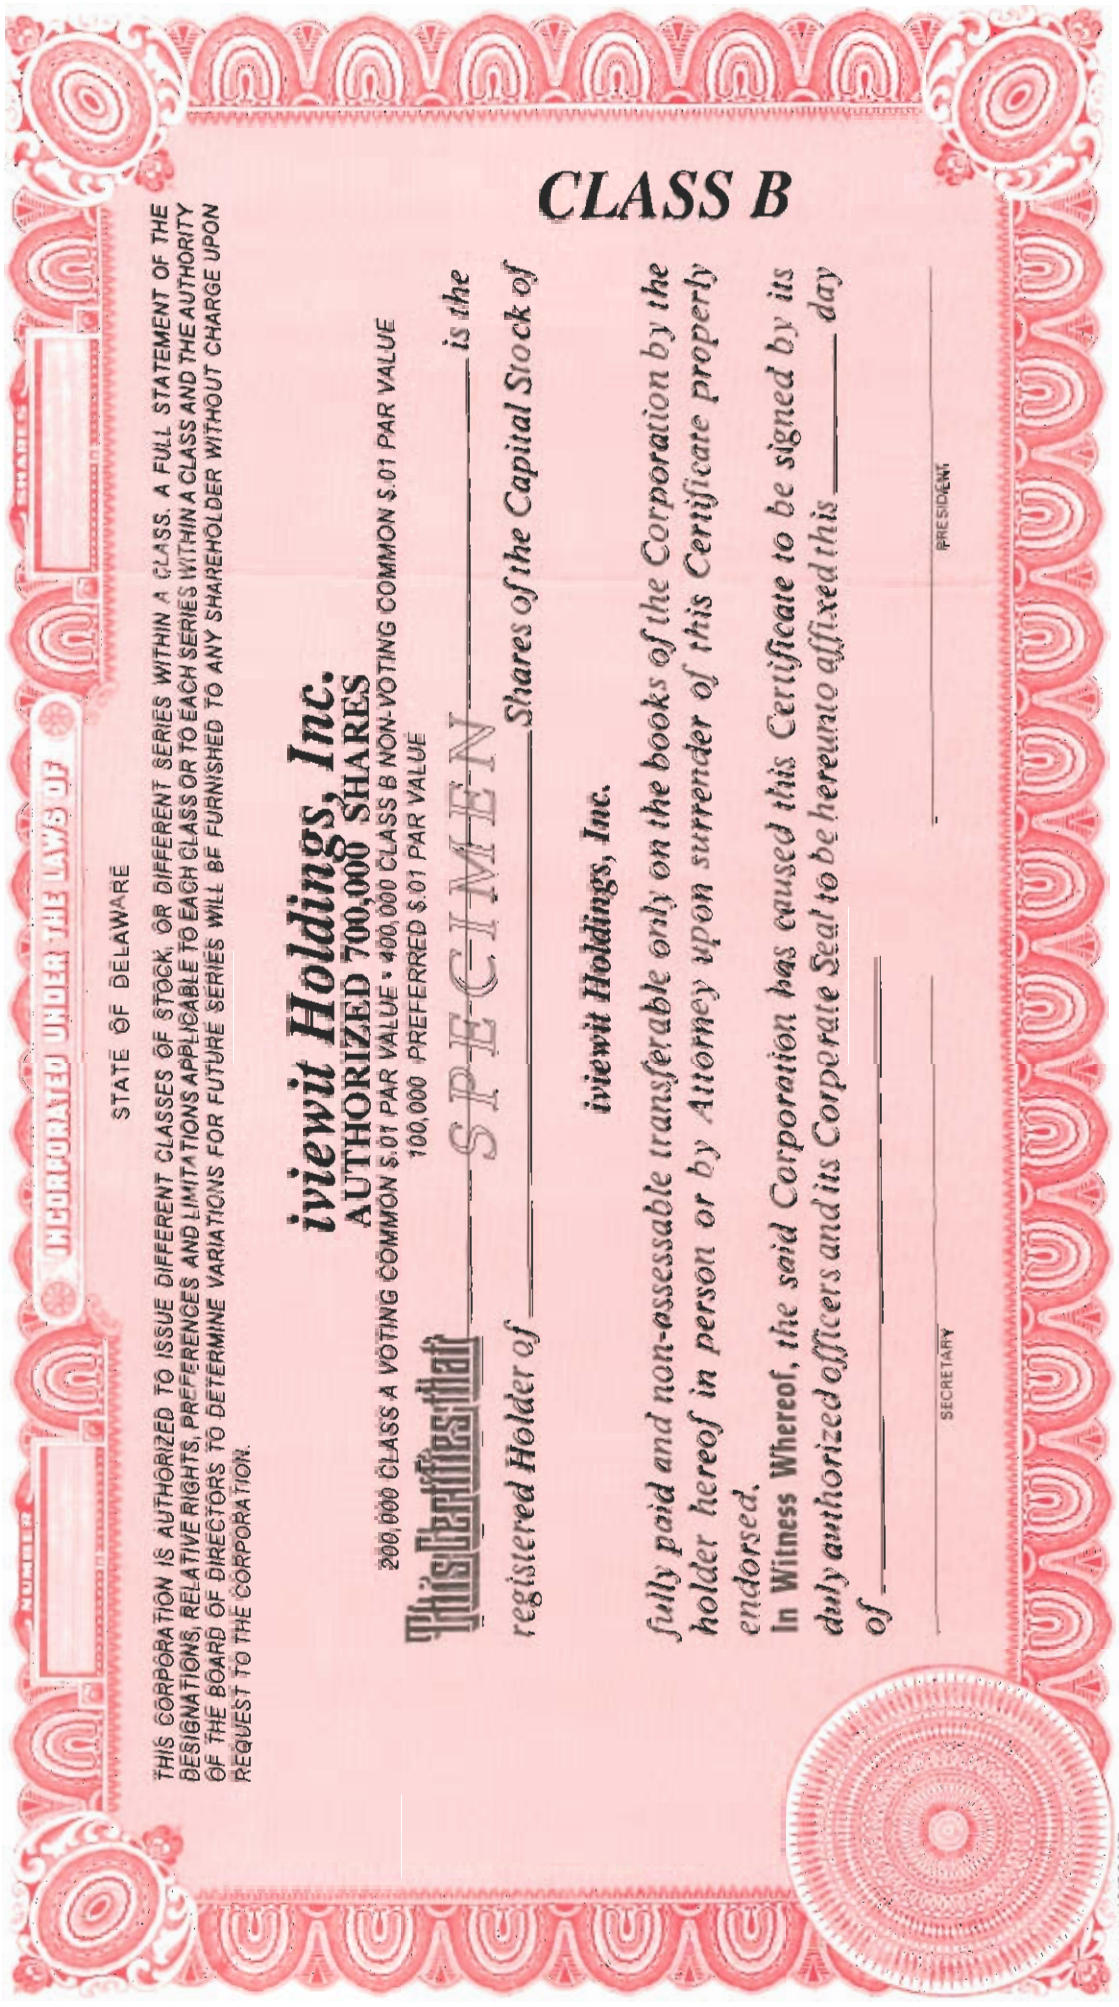 NUMBER
INCORPORATED UNDER THE LAWS OF
SHARES
STATE OF DELAWARE
THIS CORPORATION IS AUTHORIZED TO ISSUE DIFFERENT CLASSES OF STOCK, OR DIFFERENT SERIES WITHIN A CLASS. A FULL STATEMENT OF THE
DESIGNATIONS, RELATIVE RIGHTS, PREFERENCES AND LIMITATIONS APPLICABLE TO EACH CLASS OR TO EACH SERIES WITHIN A CLASS AND THE AUTHORITY
OF THE BOARD OF DIRECTORS TO DETERMINE VARIATIONS FOR FUTURE SERIES WILL BE FURNISHED TO ANY SHAREHOLDER WITHOUT CHARGE UPON
REQUEST TO THE CORPORATION.
iviewit Holdings, Inc.
AUTHORIZED 700,000 SHARES
200,000 CLASS A VOTING COMMON $.01 PAR VALUE - 400,000 CLASS B NON-VOTING COMMON $.01 PAR VALUE
100,000 PREFERRED $.01 PAR VALUE
This Certifies that SPECIMEN is the
registered Holder of Shares of the Capital Stock of
CLASS B
iviewit Holdings, Inc.
fully paid and non-assessable transferable only on the books of the Corporation by the
holder hereof in person or by Attorney upon surrender of this Certificate properly
endorsed.
In Witness Whereof, the said Corporation has caused this Certificate to be signed by its
duly authorized officers and its Corporate Seal to be hereunto affixed this day
of
SECRETARY PRESIDENT